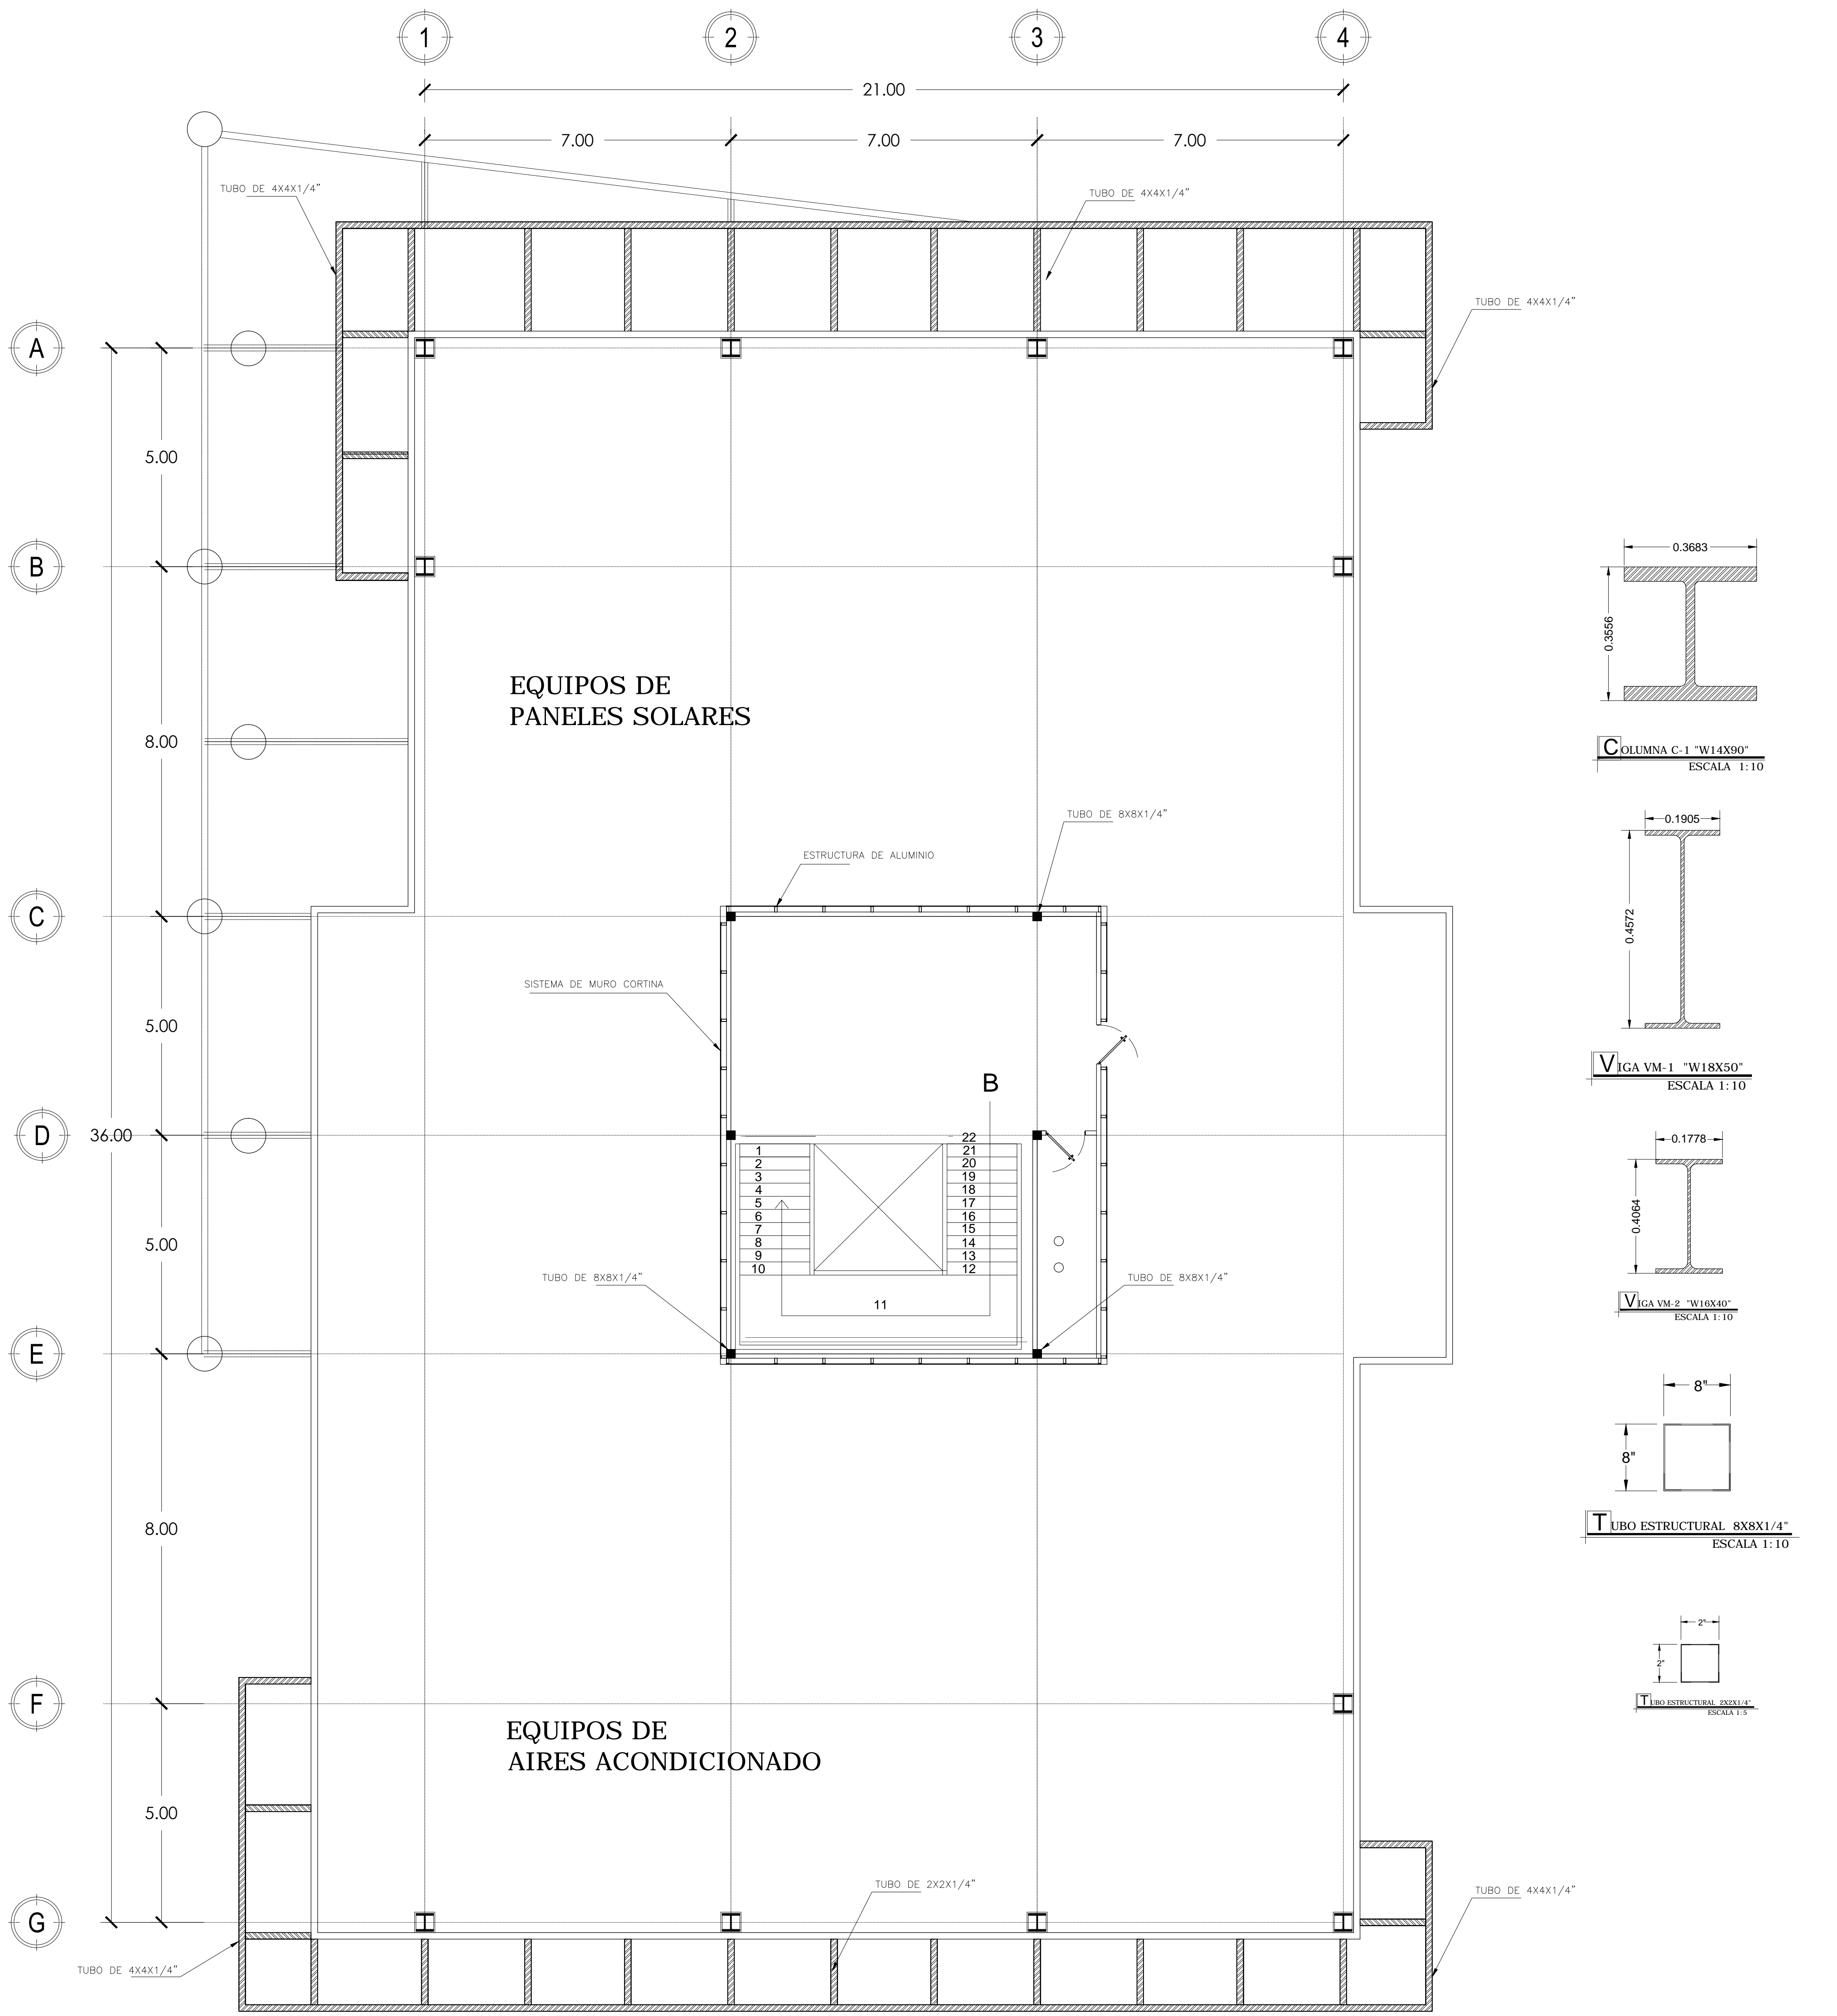 1
2
3
4
21.00
7.00
7.00
7.00
TUBO DE 4X4X1/4"
TUBO DE 4X4X1/4"
TUBO DE 4X4X1/4"
A
5.00
B
8.00
C
5.00
D
36.00
5.00
E
8.00
F
5.00
G
EQUIPOS DE
PANELES SOLARES
TUBO DE 8X8X1/4"
ESTRUCTURA DE ALUMINIO
SISTEMA DE MURO CORTINA
B
1
2
3
4
5
6
7
8
9
10
11
22
21
20
19
18
17
16
15
14
13
12
TUBO DE 8X8X1/4"
TUBO DE 8X8X1/4"
EQUIPOS DE
AIRES ACONDICIONADO
TUBO DE 2X2X1/4"
TUBO DE 4X4X1/4"
TUBO DE 4X4X1/4"
0.3683
0.3556
COLUMNA C-1 "W14X90"
ESCALA 1:10
0.1905
0.4572
VIGA VM-1 "W18X50"
ESCALA 1:10
0.1778
0.4064
VIGA VM-2 "W16X40"
ESCALA 1:10
8"
8"
TUBO ESTRUCTURAL 8X8X1/4"
ESCALA 1:10
2"
2"
TUBO ESTRUCTURAL 2X2X1/4"
ESCALA 1:5